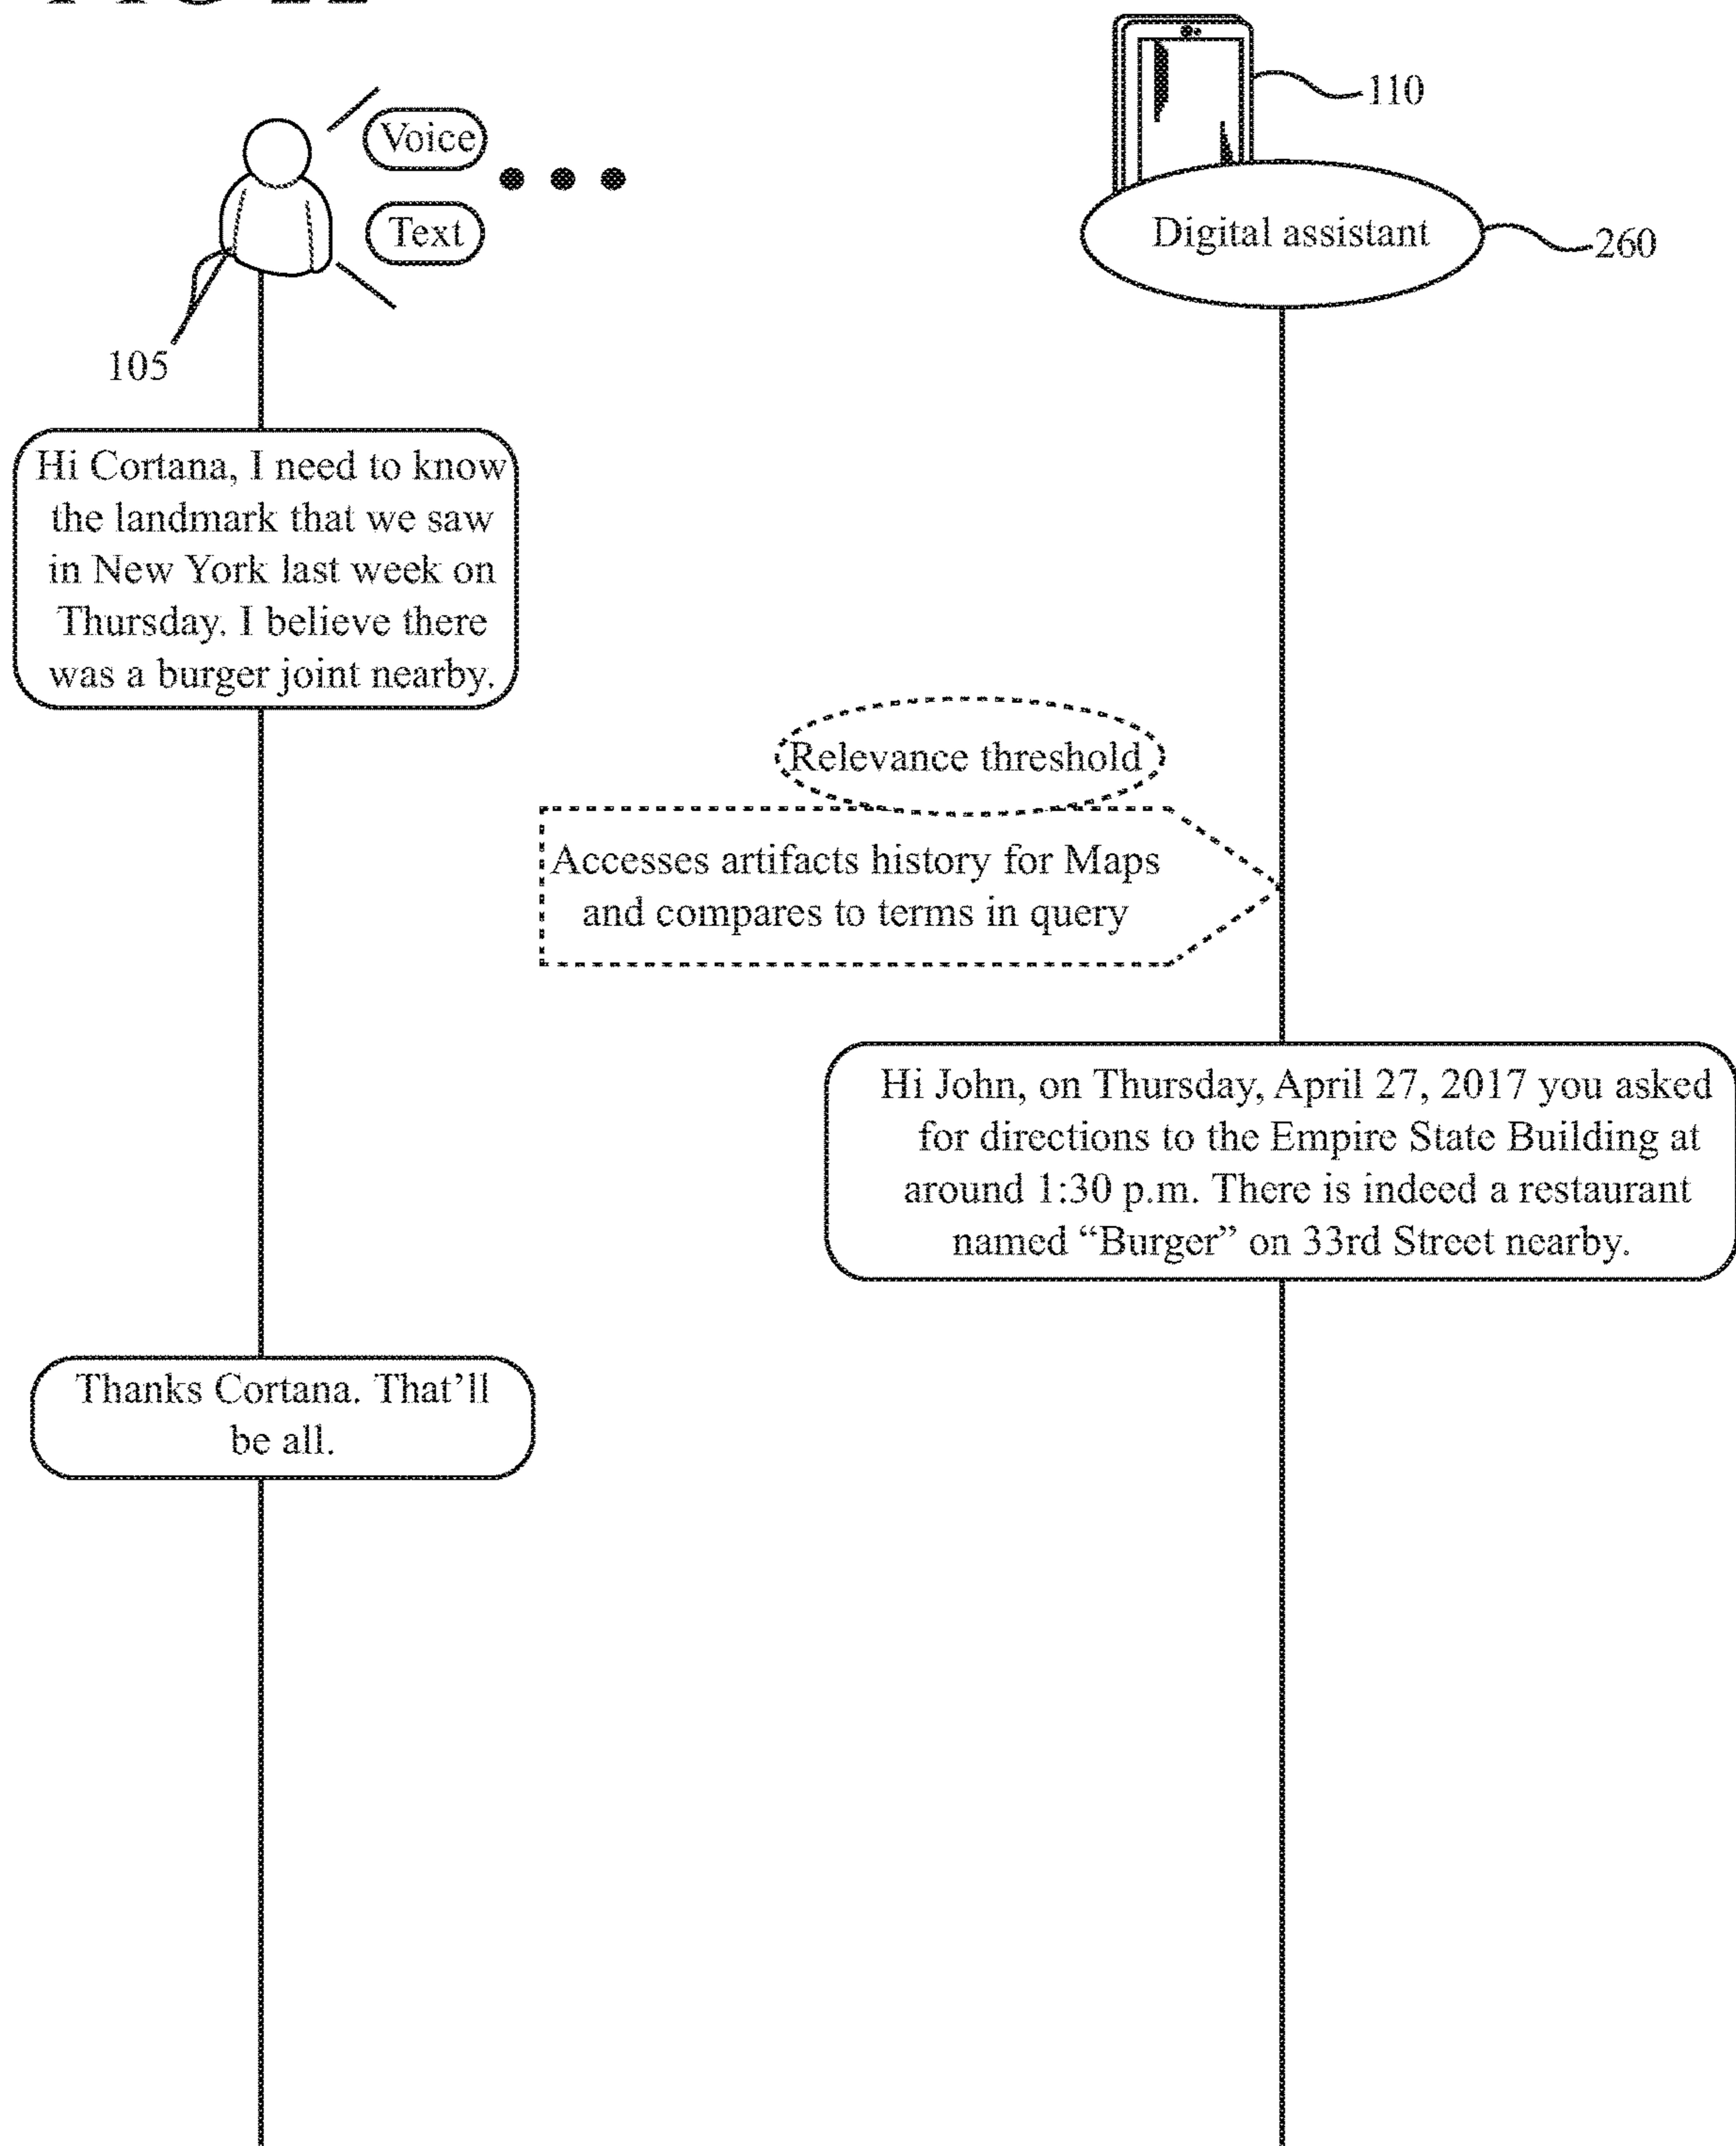 Voice
110
Text
Digital assistant
260
105
Hi Cortana, I need to know
the landmark that we saw
in New York last week on
Thursday. I believe there
was a burger joint nearby.
Relevance threshold
Accesses artifacts history for Maps
and compares to terms in query
Hi John, on Thursday, April 27, 2017 you asked
for directions to the Empire State Building at
around 1:30 p.m. There is indeed a restaurant
named “Burger” on 33rd Street nearby.
Thanks Cortana. That’ll
be all.